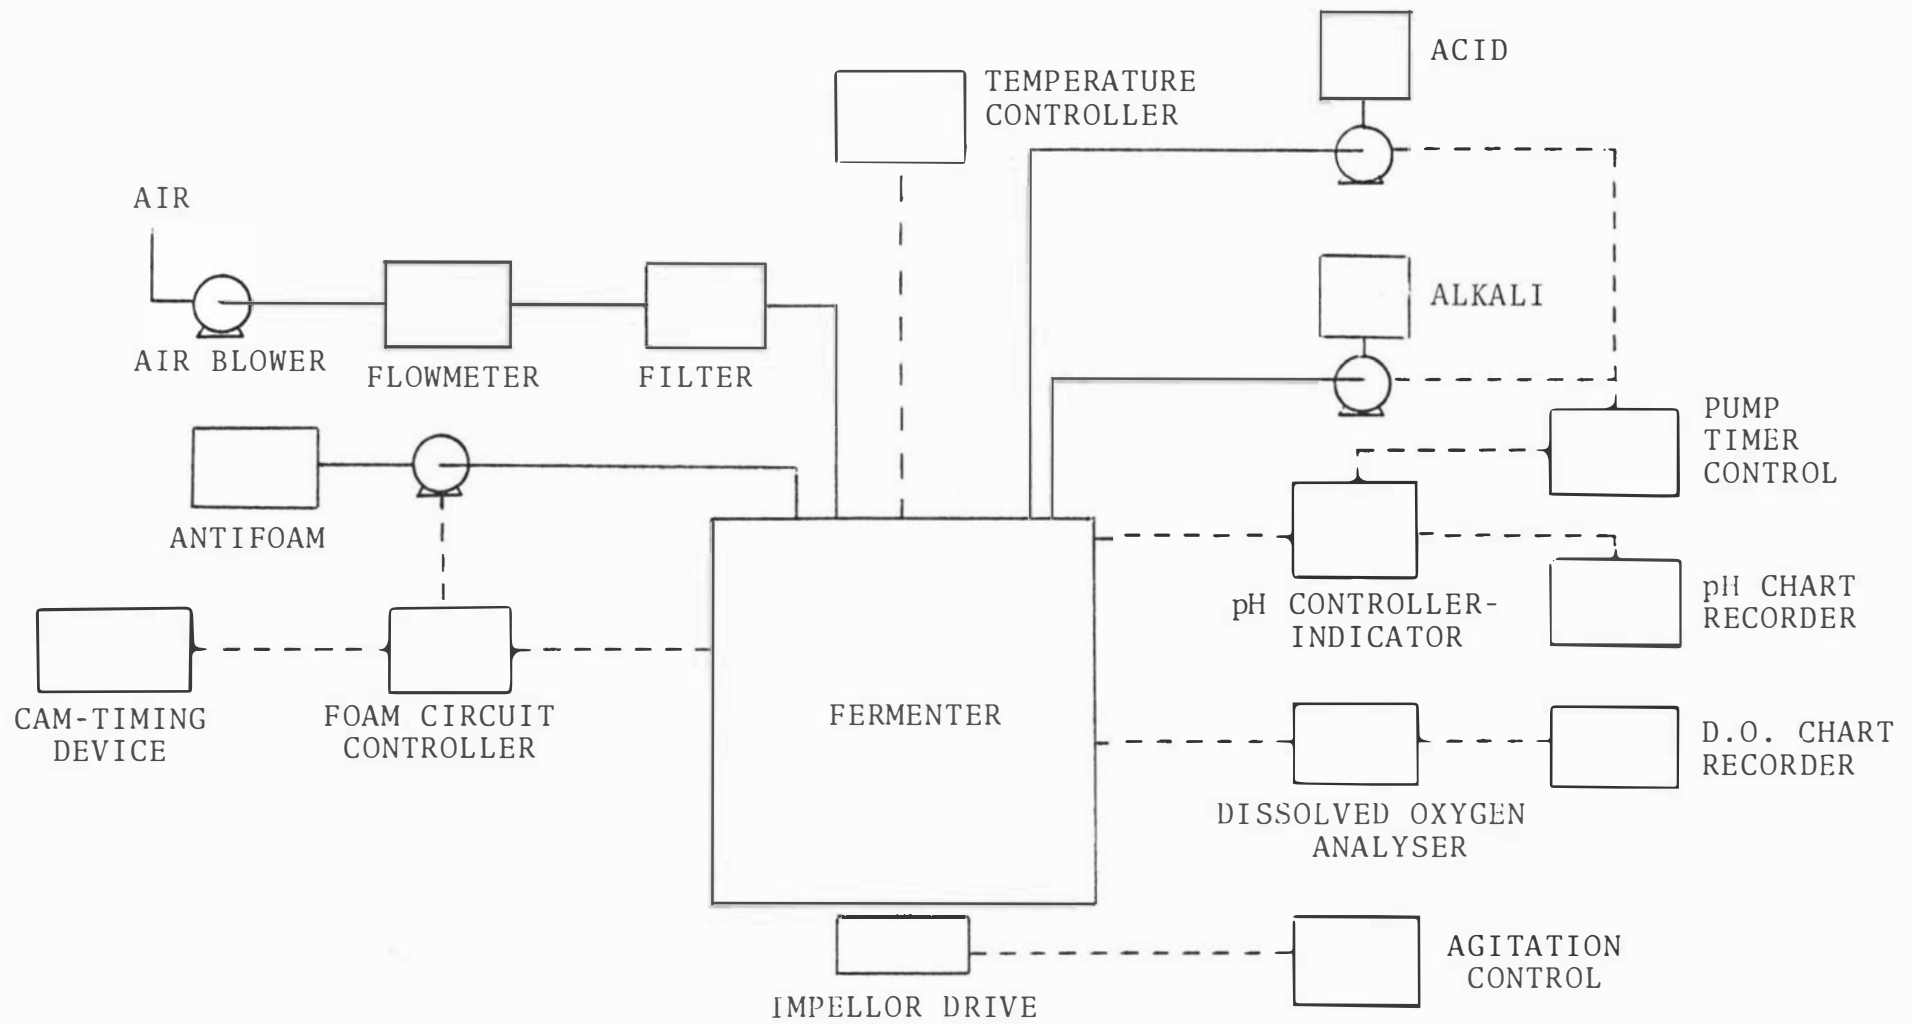 ACID
TEMPERATURE
CONTROLLER
AIR
ALKALI
AIR BLOWER
FLOWMETER
FILTER
PUMP
TIMER
CONTROL
ANTIFOAM
pH CONTROLLER-
INDICATOR
pH CHART
RECORDER
CAM-TIMING
DEVICE
FOAM CIRCUIT
CONTROLLER
FERMENTER
D.O. CHART
RECORDER
DISSOLVED OXYGEN
ANALYSER
AGITATION
CONTROL
IMPELLOR DRIVE